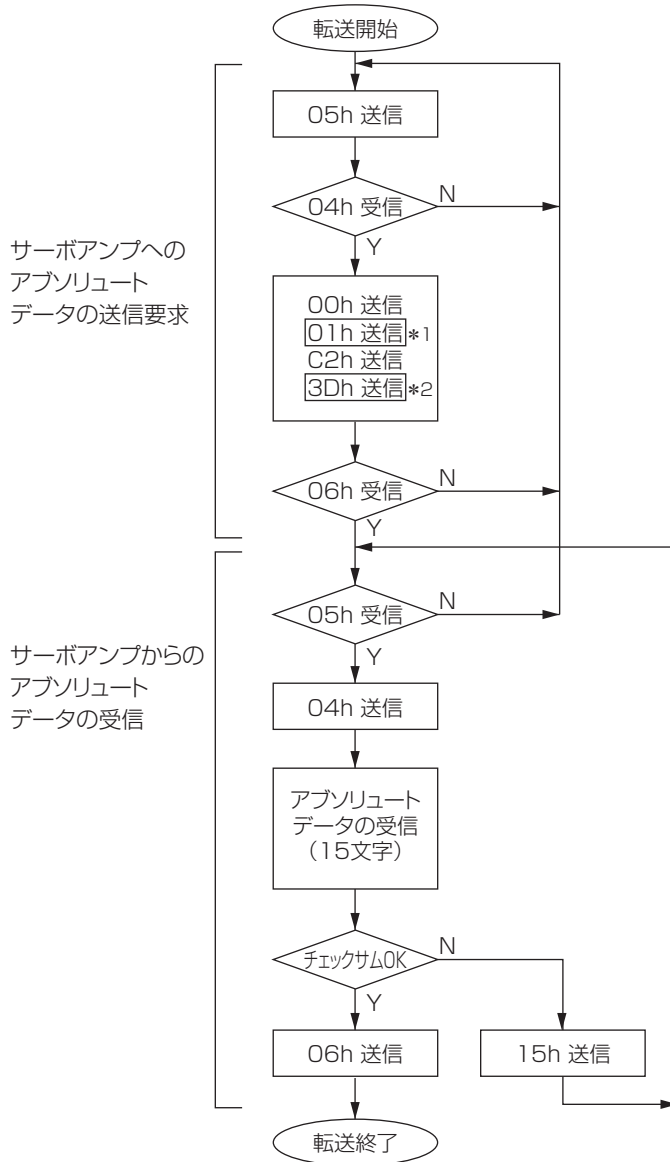 転送開始
05h 送信
04h 受信
N
Y
サーボアンプへの
アブソリュート
データの送信要求
00h 送信
01h 送信 *1
C2h 送信
3Dh 送信 *2
06h 受信
N
Y
05h 受信
N
Y
サーボアンプからの
アブソリュート
データの受信
04h 送信
アブソリュート
データの受信
(15文字)
チェックサムOK
N
Y
06h 送信
15h 送信
転送終了